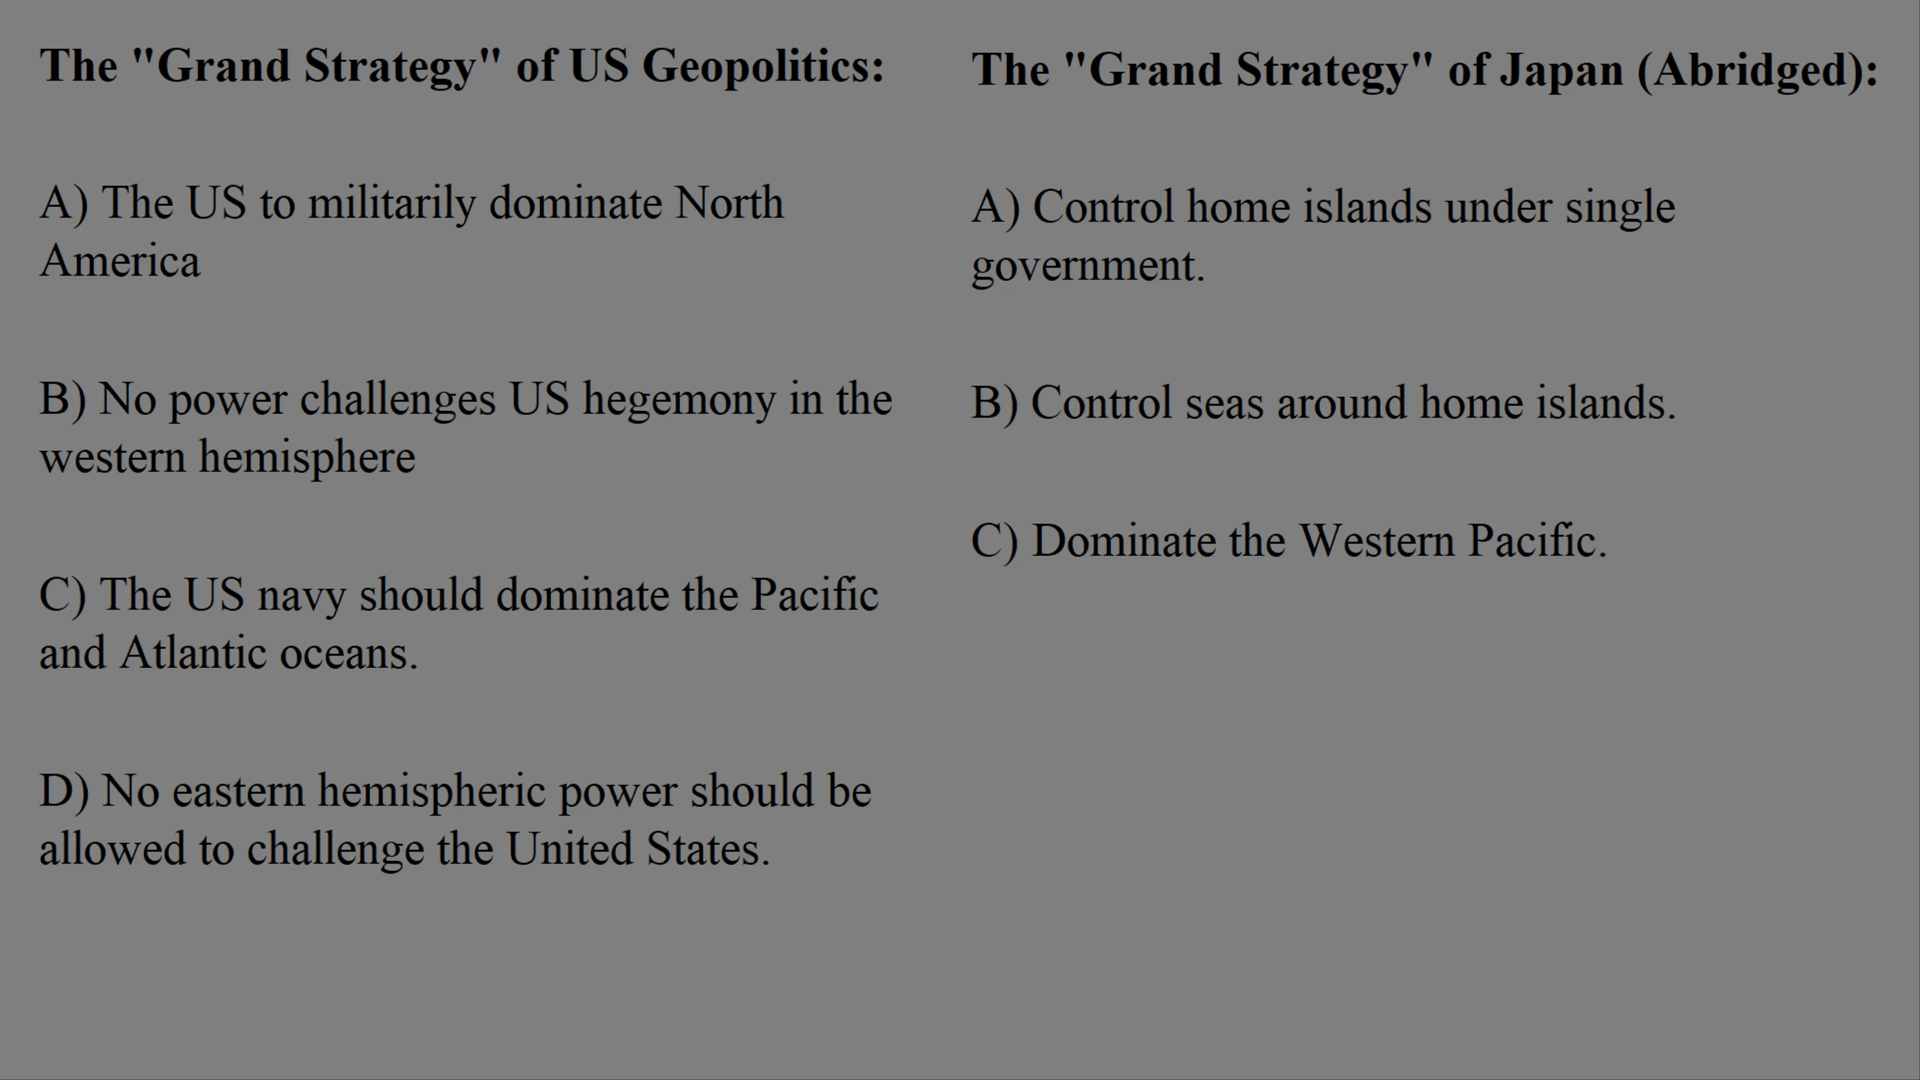 The "Grand Strategy" of US Geopolitics:
A) The US to militarily dominate North
America
B) No power challenges US hegemony in the
western hemisphere
C) The US navy should dominate the Pacific
and Atlantic oceans.
D) No eastern hemispheric power should be
allowed to challenge the United States.
The "Grand Strategy" of Japan (Abridged):
A) Control home islands under single
government.
B) Control seas around home islands.
C) Dominate the Western Pacific.